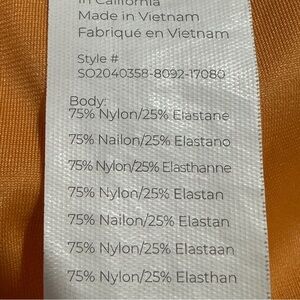 in California
Made in Vietnam
Fabriqué en Vietnam
Style #
SO2040358-8092-17080
Body:
75% Nylon/25% Elastane
75% Nailon/25% Elastano
75% Nylon/25% Elasthanne
75% Nylon/25% Elastan
75% Nailon/25% Elastan
75% Nylon/25% Elastaan
75% Nylon/25% Elasthan